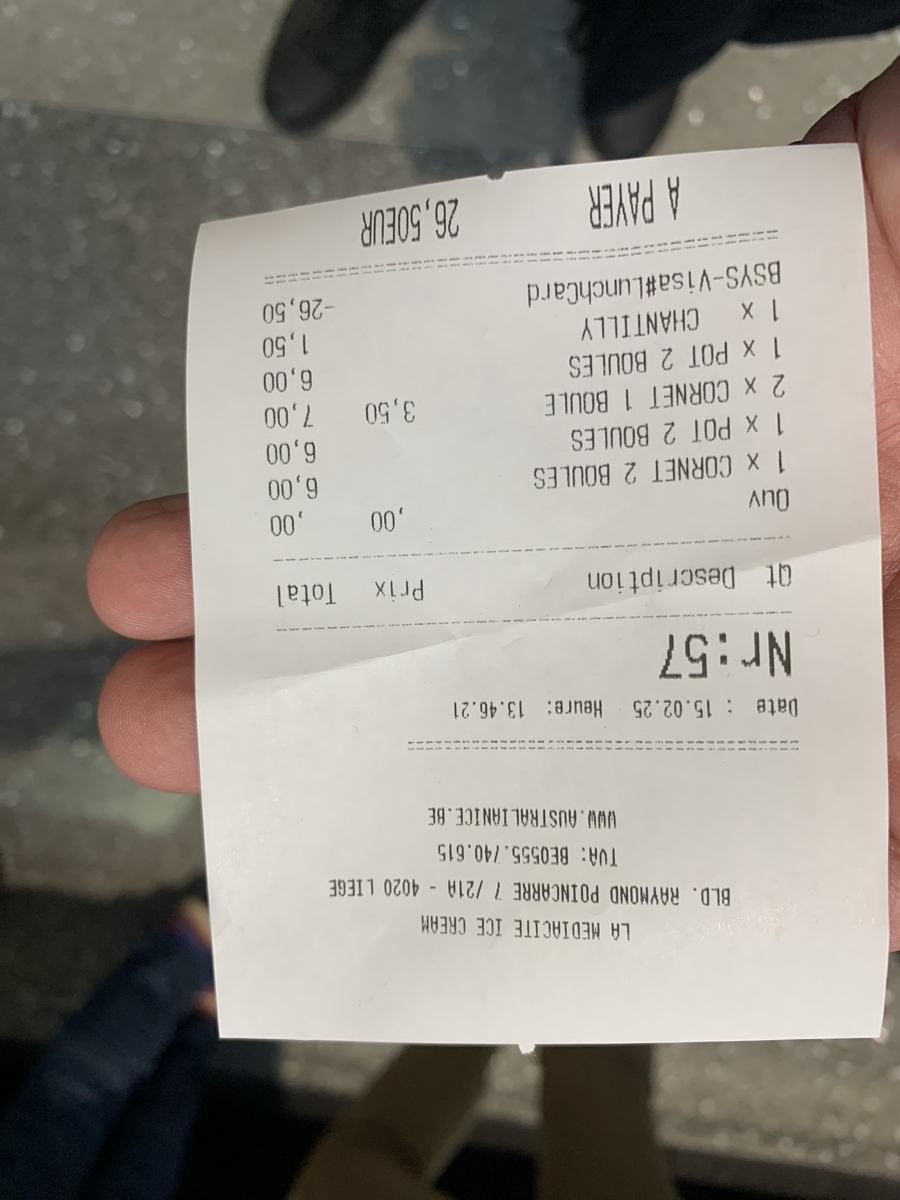 LA MEDIACITE ICE CREAM
BLD. RAYMOND POINCARRE 7 /21A - 4020 LIEGE
TVA: BE0555.740.615
WWW.AUSTRALIANICE.BE
Date : 15.02.25 Heure: 13.46.21
Nr:57
Qt Description Prix Total
Ouv ,00 ,00
1 x CORNET 2 BOULES 6,00
1 x POT 2 BOULES 6,00
2 x CORNET 1 BOULE 3,50 7,00
1 x POT 2 BOULES 6,00
1 x CHANTILLY 1,50
BSYS-Visa#LunchCard -26,50
A PAYER 26,50EUR